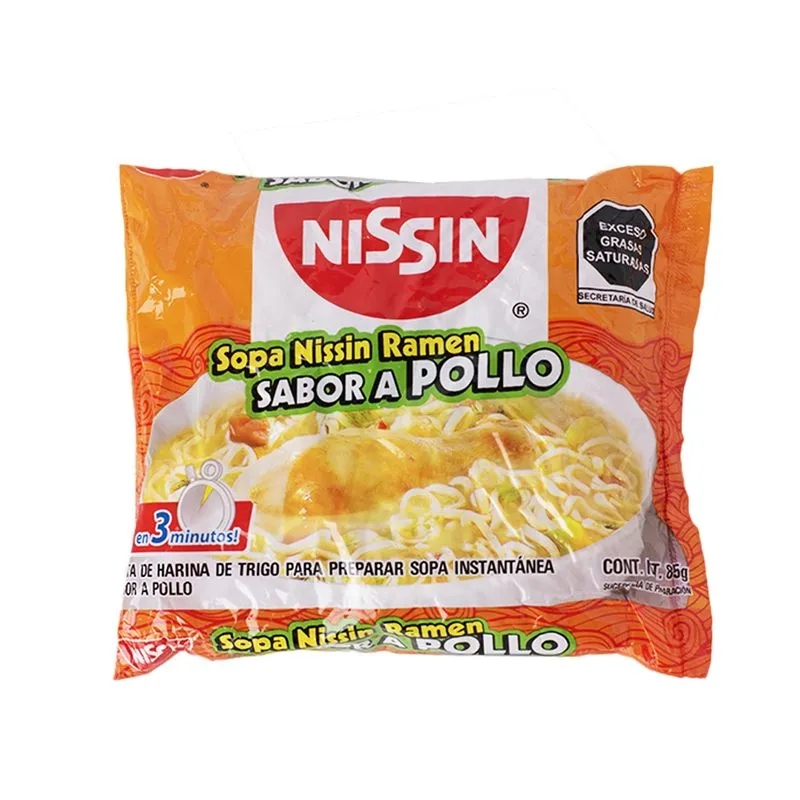 NISSIN
®
EXCESO
GRASAS
SATURADAS
SECRETARÍA DE SALUD
Sopa Nissin Ramen
SABOR A POLLO
en 3 minutos!
DE HARINA DE TRIGO PARA PREPARAR SOPA INSTANTÁNEA
A POLLO
CONT. NET. 85g
Sopa Nissin Ramen
A POLLO